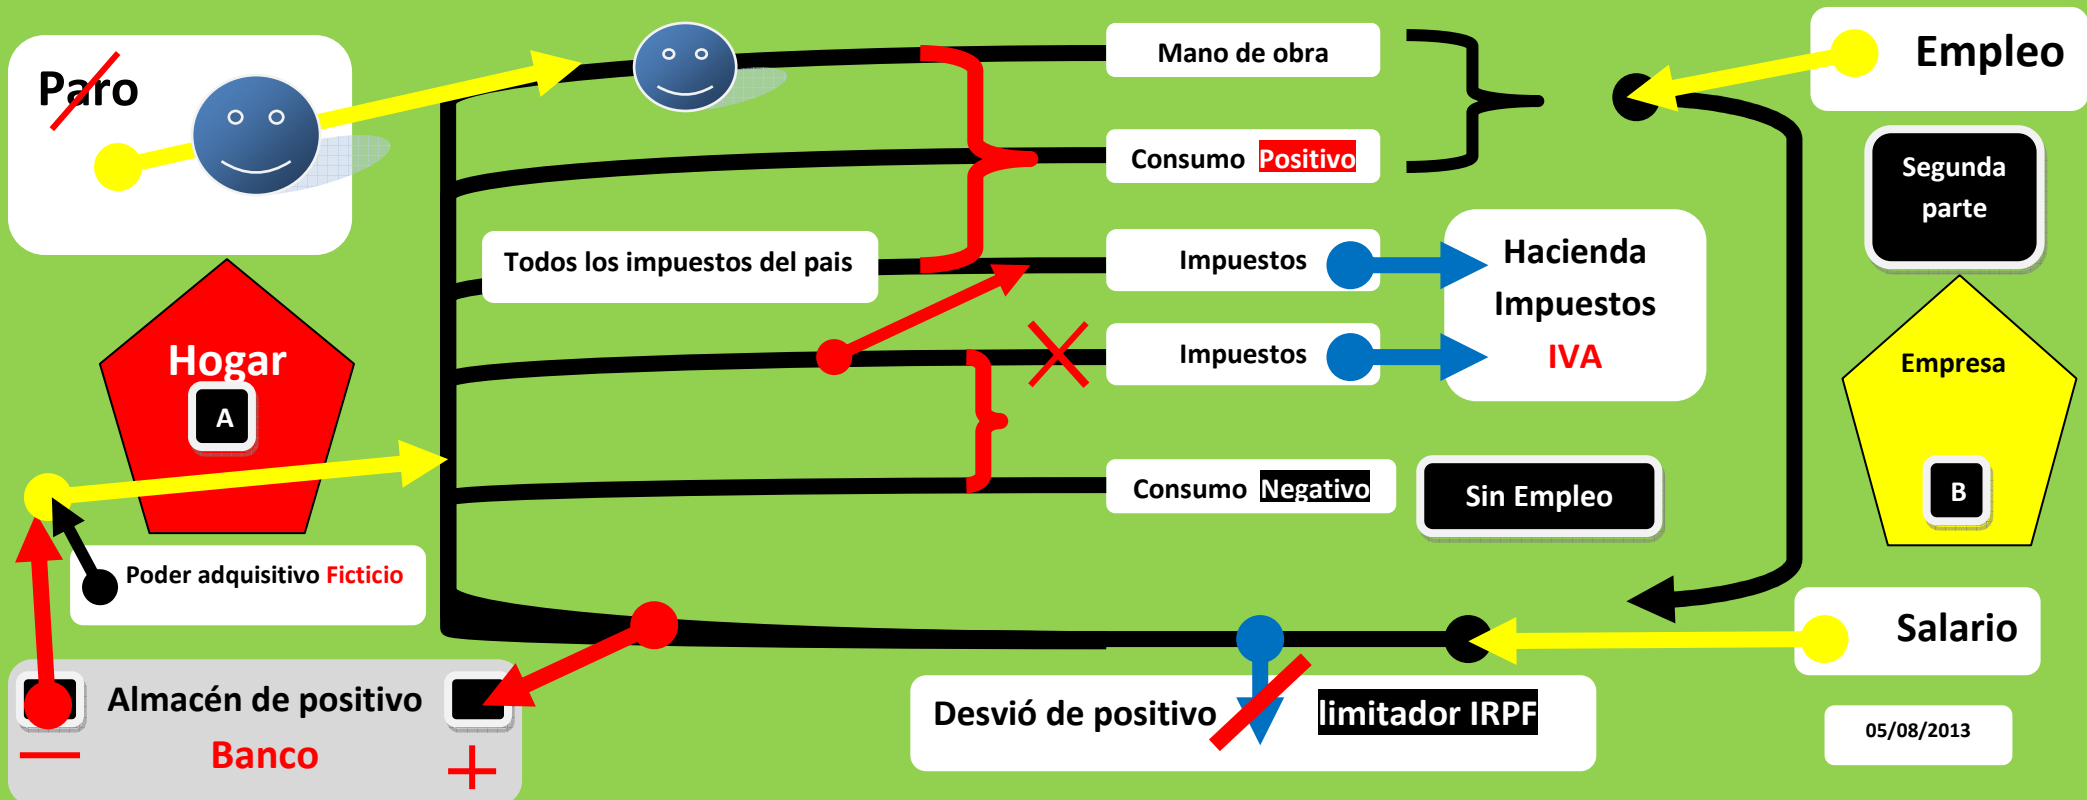 Paro
Mano de obra
Empleo
Consumo Positivo
Segunda
parte
Todos los impuestos del pais
Impuestos
Hacienda
Impuestos
IVA
Impuestos
Hogar
A
Empresa
B
Consumo Negativo
Sin Empleo
Poder adquisitivo Ficticio
Salario
Almacén de positivo
Banco
Desvió de positivo
limitador IRPF
05/08/2013